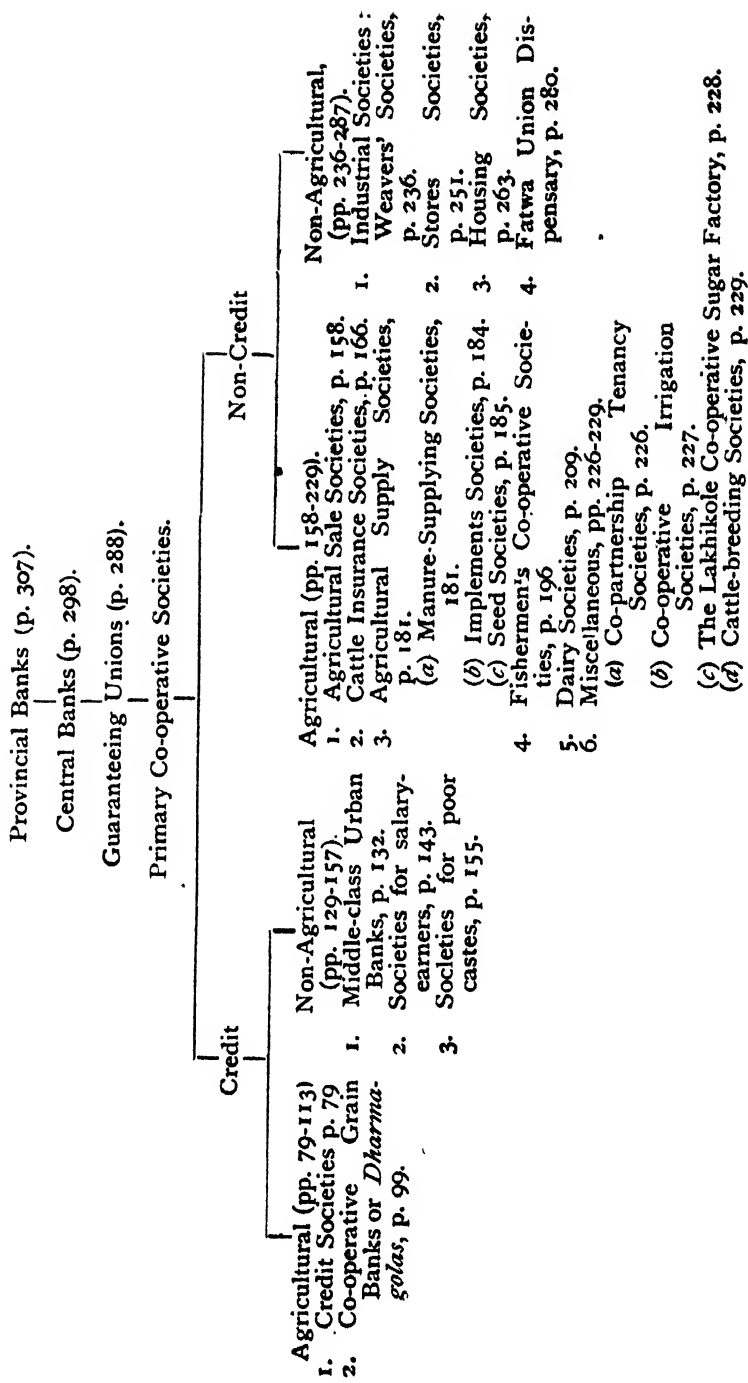 Provincial Banks (p. 307).
Central Banks (p. 298).
Guaranteeing Unions (p. 288).
Primary Co-operative Societies.
Credit
Agricultural (pp. 79-113)
1. Credit Societies p. 79
2. Co-operative Grain
Banks or Dharma-
golas, p. 99.
Non-Agricultural
(pp. 129-157).
1. Middle-class Urban
Banks, p. 132.
2. Societies for salary-
earners, p. 143.
3. Societies for poor
castes, p. 155.
Non-Credit
Agricultural (pp. 158-229).
1. Agricultural Sale Societies, p. 158.
2. Cattle Insurance Societies, p. 166.
3. Agricultural Supply Societies,
p. 181.
(a) Manure-Supplying Societies,
181.
(b) Implements Societies, p. 184.
(c) Seed Societies, p. 185.
4. Fishermen's Co-operative Socie-
ties, p. 196
5. Dairy Societies, p. 209.
6. Miscellaneous, pp. 226-229.
(a) Co-partnership Tenancy
Societies, p. 226.
(b) Co-operative Irrigation
Societies, p. 227.
(c) The Lakhikole Co-operative Sugar Factory, p. 228.
(d) Cattle-breeding Societies, p. 229.
Non-Agricultural,
(pp. 236-287).
1. Industrial Societies :
Weavers' Societies,
p. 236.
2. Stores Societies,
p. 251.
3. Housing Societies,
p. 263.
4. Fatwa Union Dis-
pensary, p. 280.